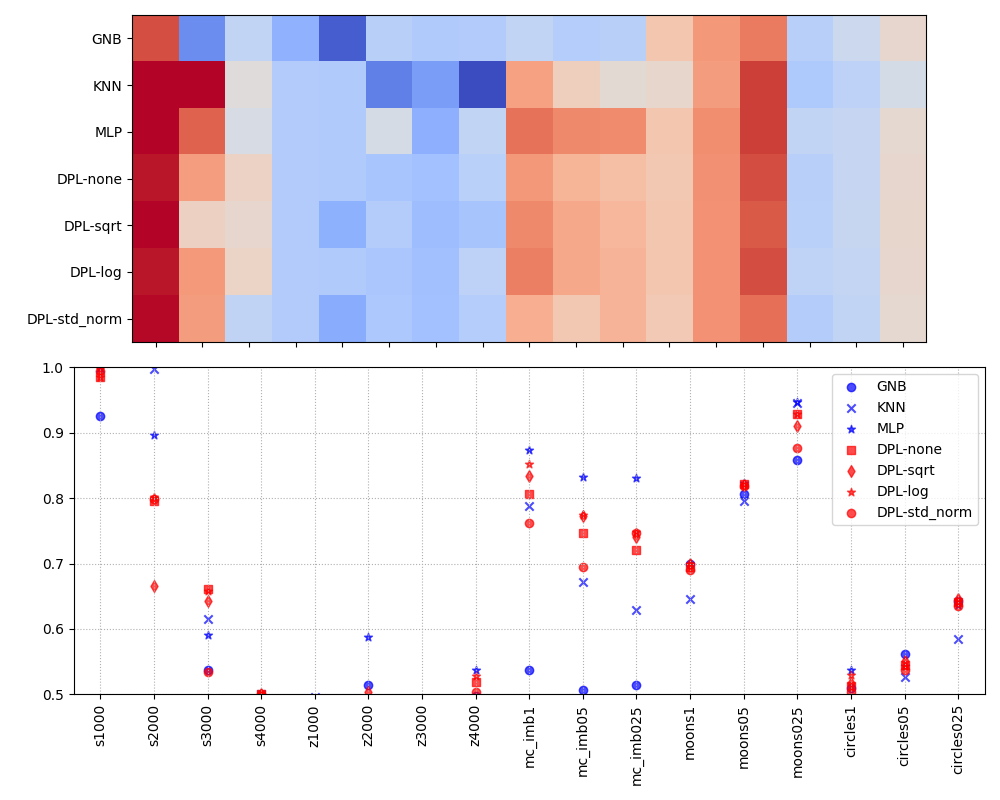 GNB
KNN
MLP
DPL-none
DPL-sqrt
DPL-log
DPL-std_norm
1.0
0.9
0.8
0.7
0.6
0.5
GNB
KNN
MLP
DPL-none
DPL-sqrt
DPL-log
DPL-std_norm
s1000
s2000
s3000
s4000
z1000
z2000
z3000
z4000
mc_imb1
mc_imb05
mc_imb025
moons1
moons05
moons025
circles1
circles05
circles025